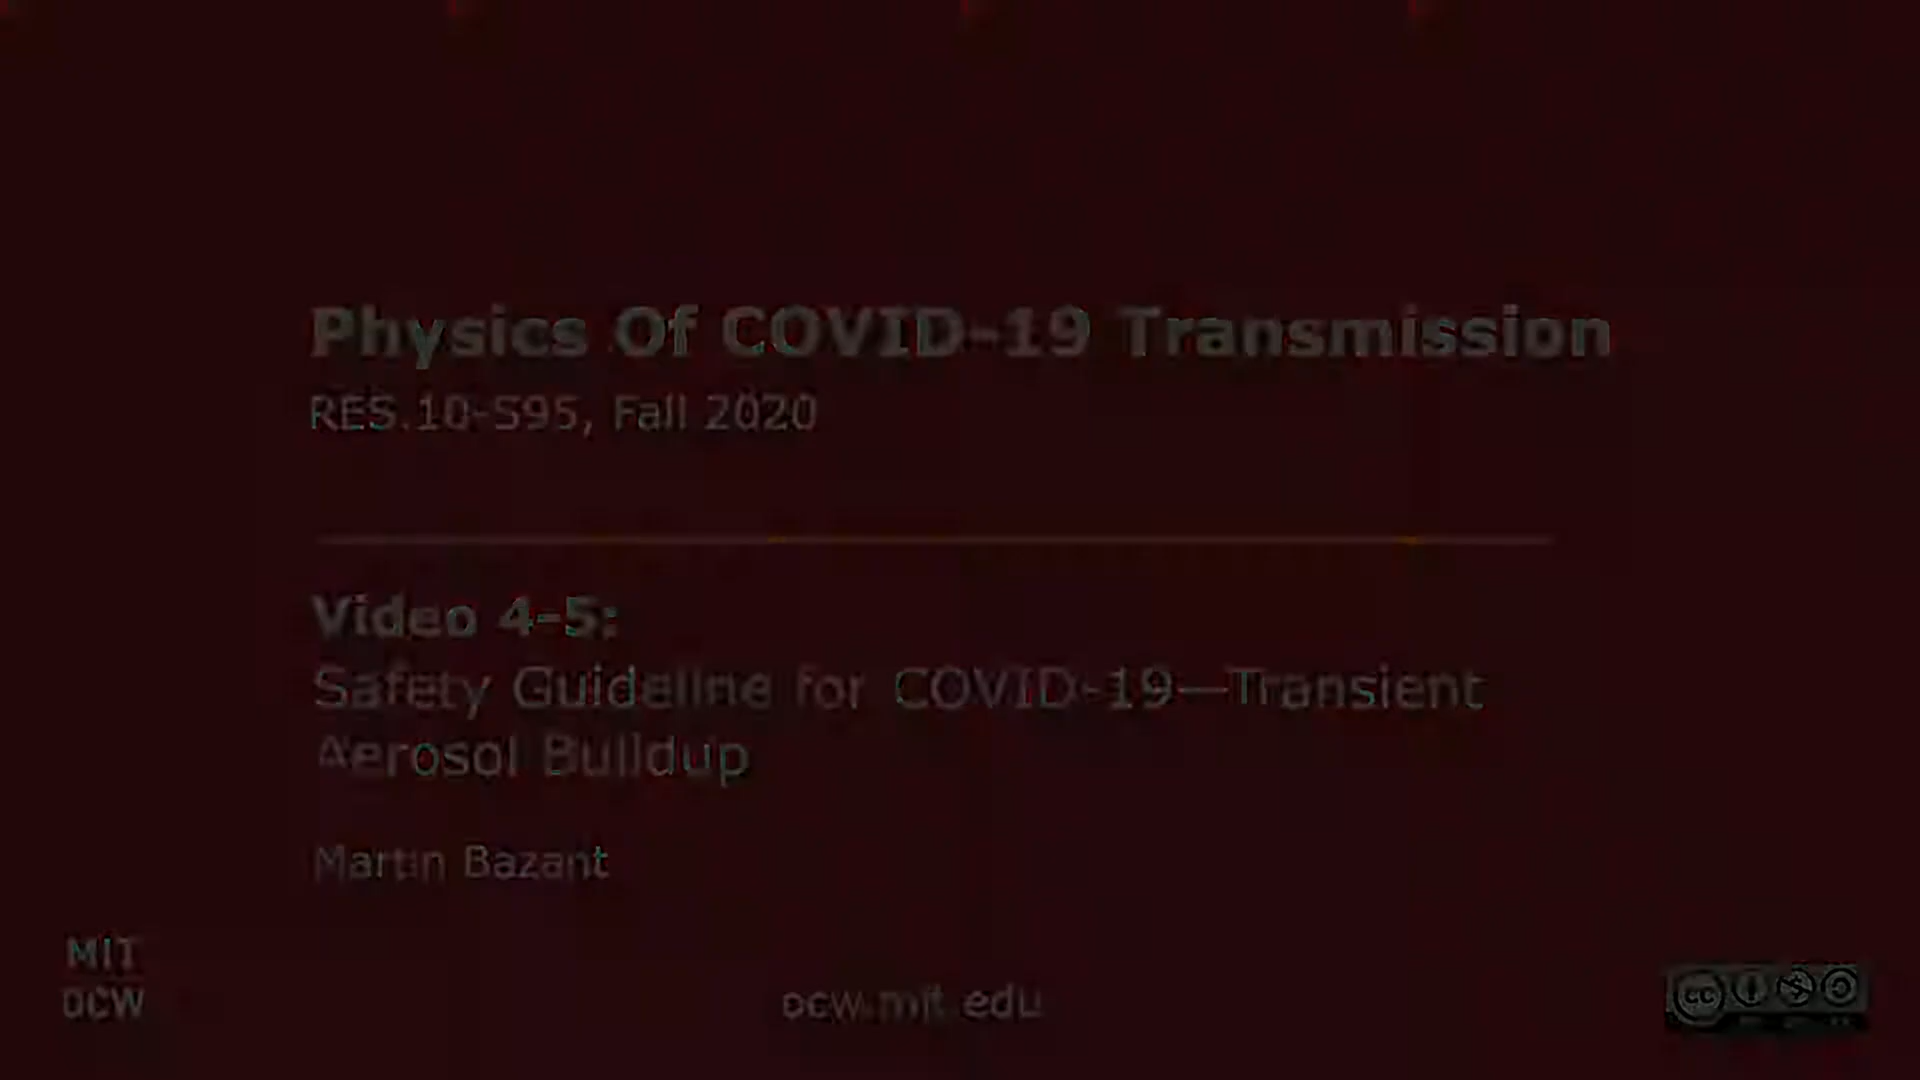 Physics Of COVID-19 Transmission
RES.10-S95, Fall 2020
Video 4-5:
Safety Guideline for COVID-19—Transient
Aerosol Buildup
Martin Bazant
MIT
OCW
ocw.mit.edu
cc